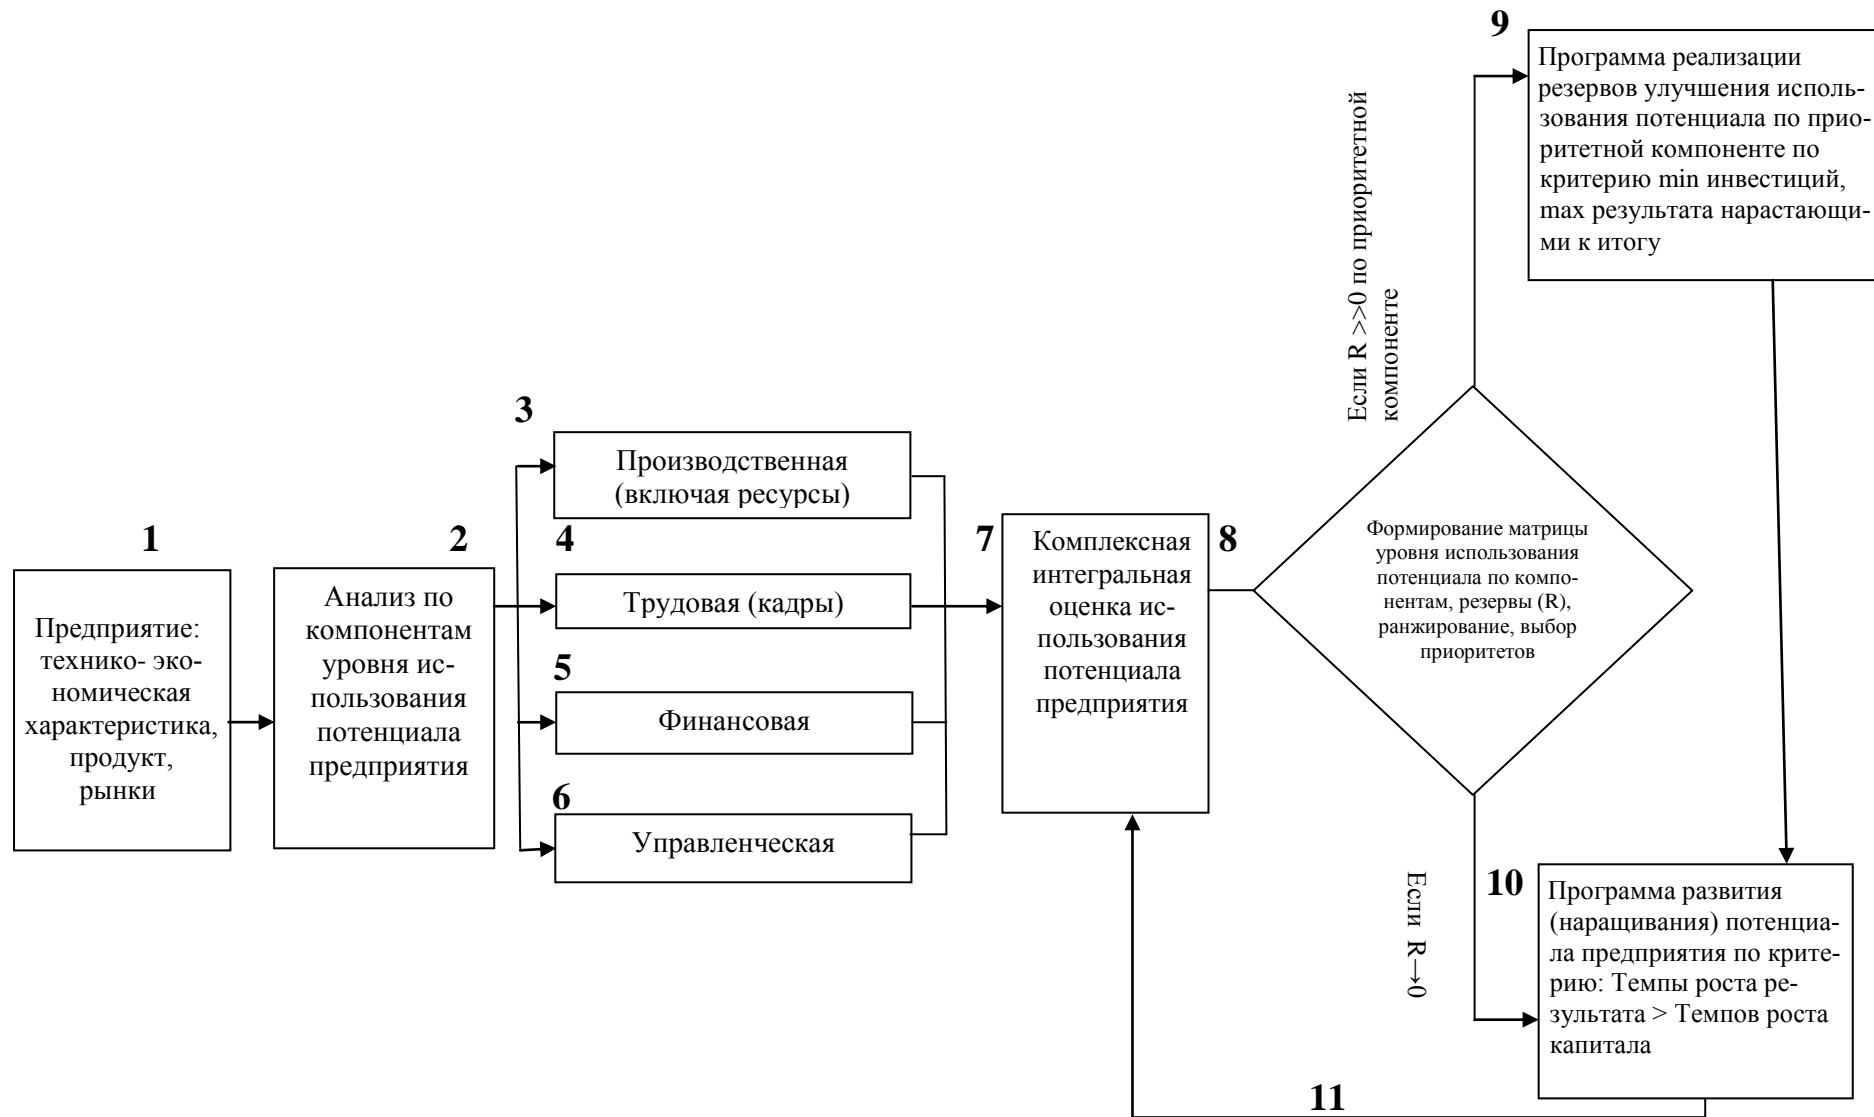 1
Предприятие:
технико- эко-
номическая
характеристика,
продукт,
рынки
2
Анализ по
компонентам
уровня ис-
пользования
потенциала
предприятия
3
Производственная
(включая ресурсы)
4
Трудовая (кадры)
5
Финансовая
6
Управленческая
7
Комплексная
интегральная
оценка ис-
пользования
потенциала
предприятия
8
Формирование матрицы
уровня использования
потенциала по компо-
нентам, резервы (R),
ранжирование, выбор
приоритетов
Если R >>0 по приоритетной
компоненте
9
Программа реализации
резервов улучшения исполь-
зования потенциала по прио-
ритетной компоненте по
критерию min инвестиций,
max результата нарастающи-
ми к итогу
Если R→0
10
Программа развития
(наращивания) потенциа-
ла предприятия по крите-
рию: Темпы роста ре-
зультата > Темпов роста
капитала
11